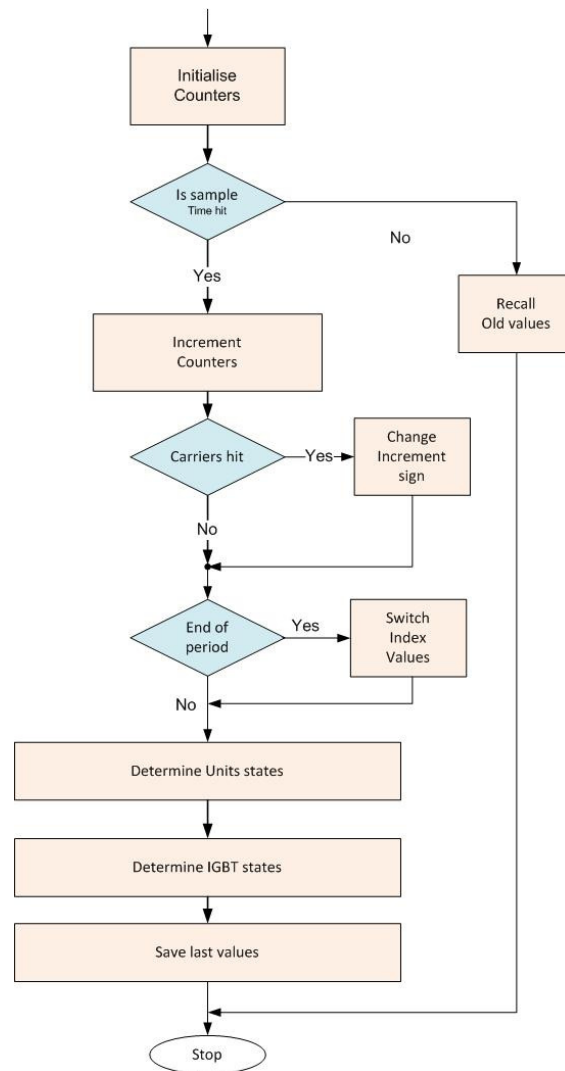 Initialise
Counters
Is sample
Time hit
No
Yes
Recall
Old values
Increment
Counters
Carriers hit
Yes
Change
Increment
sign
No
End of
period
Yes
Switch
Index
Values
No
Determine Units states
Determine IGBT states
Save last values
Stop